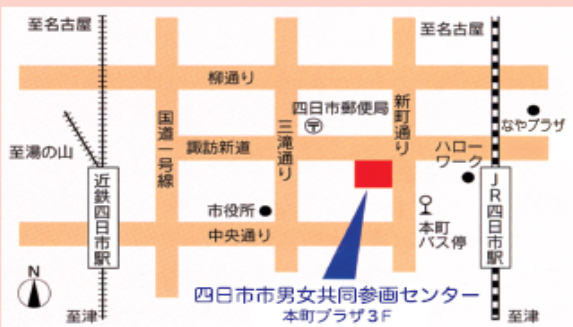 至名古屋
至名古屋
柳通り
四日市郵便局
〒
新町通り
なやプラザ
国道一号線
諏訪新道
三滝通り
ハロー
ワーク
至湯の山
近鉄四日市駅
JR四日市駅
市役所
中央通り
本町
バス停
N
四日市市男女共同参画センター
本町プラザ3F
至津
至津